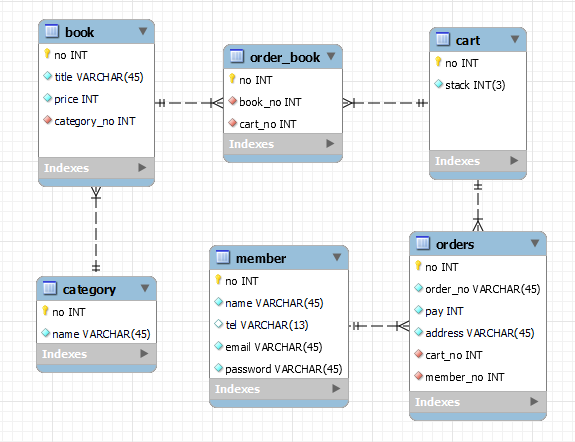 book
no INT
title VARCHAR(45)
price INT
category_no INT
Indexes
order_book
no INT
book_no INT
cart_no INT
Indexes
cart
no INT
stack INT(3)
Indexes
category
no INT
name VARCHAR(45)
Indexes
member
no INT
name VARCHAR(45)
tel VARCHAR(13)
email VARCHAR(45)
password VARCHAR(45)
Indexes
orders
no INT
order_no VARCHAR(45)
pay INT
address VARCHAR(45)
cart_no INT
member_no INT
Indexes